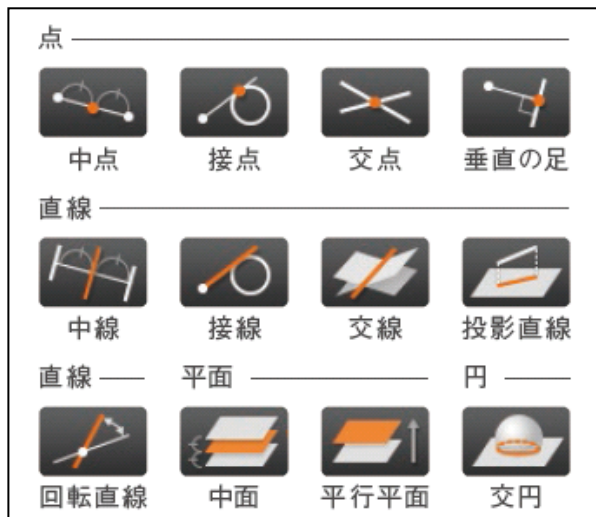 点
中点 接点 交点 垂直の足
直線
中線 接線 交線 投影直線
直線 平面 円
回転直線 中面 平行平面 交円